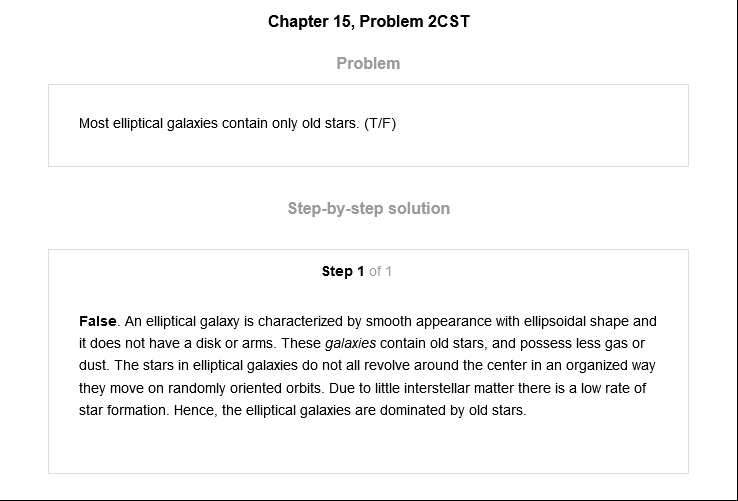 Chapter 15, Problem 2CST
Problem
Most elliptical galaxies contain only old stars. (T/F)
Step-by-step solution
Step 1 of 1
False. An elliptical galaxy is characterized by smooth appearance with ellipsoidal shape and
it does not have a disk or arms. These galaxies contain old stars, and possess less gas or
dust. The stars in elliptical galaxies do not all revolve around the center in an organized way
they move on randomly oriented orbits. Due to little interstellar matter there is a low rate of
star formation. Hence, the elliptical galaxies are dominated by old stars.